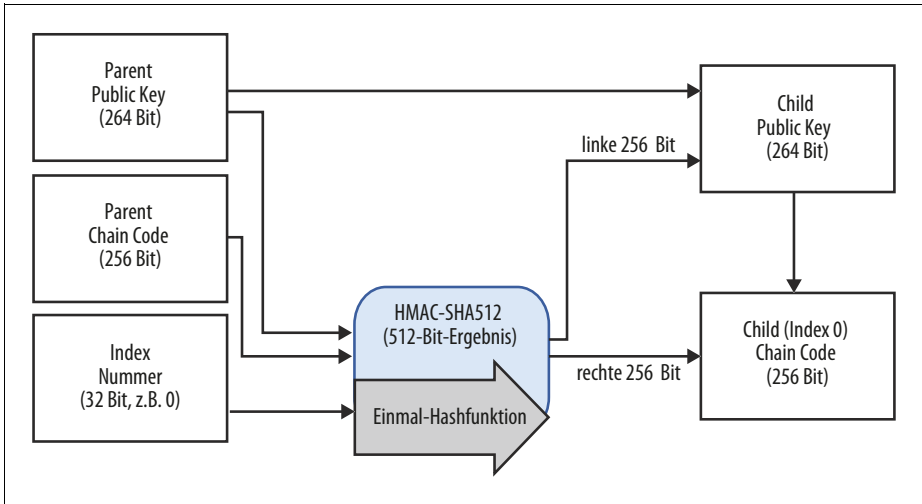 Parent
Public Key
(264 Bit)
Parent
Chain Code
(256 Bit)
Index
Nummer
(32 Bit, z.B. 0)
HMAC-SHA512
(512-Bit-Ergebnis)
Einmal-Hashfunktion
linke 256 Bit
rechte 256 Bit
Child
Public Key
(264 Bit)
Child (Index 0)
Chain Code
(256 Bit)